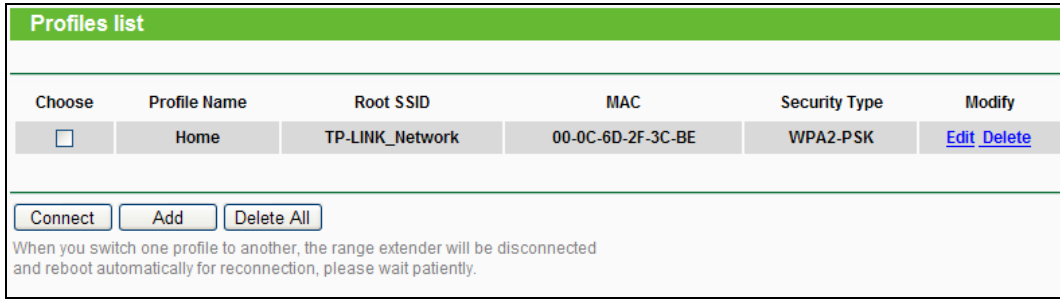 Profiles list
Choose Profile Name Root SSID MAC Security Type Modify
Home TP-LINK_Network 00-0C-6D-2F-3C-BE WPA2-PSK Edit Delete
Connect Add Delete All
When you switch one profile to another, the range extender will be disconnected
and reboot automatically for reconnection, please wait patiently.